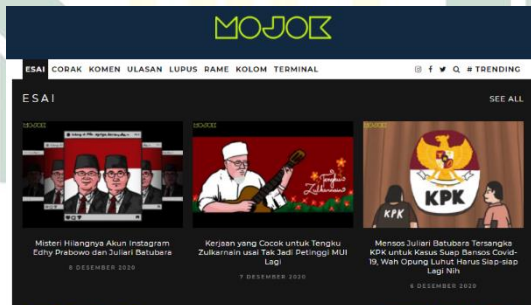 MOJOK
ESAI CORAK KOMEN ULASAN LUPUS RAME KOLOM TERMINAL # TRENDING
ESAI SEE ALL
MOJOK
MOJOK
Tengku
Zulkarnain
MOJOK
KPK
KPK
Misteri Hilangnya Akun Instagram
Edhy Prabowo dan Juliari Batubara
8 DESEMBER 2020
Kerjaan yang Cocok untuk Tengku
Zulkarnain usai Tak Jadi Petinggi MUI
Lagi
7 DESEMBER 2020
Mensos Juliari Batubara Tersangka
KPK untuk Kasus Suap Bansos Covid-
19, Wah Opung Luhut Harus Siap-siap
Lagi Nih
6 DESEMBER 2020